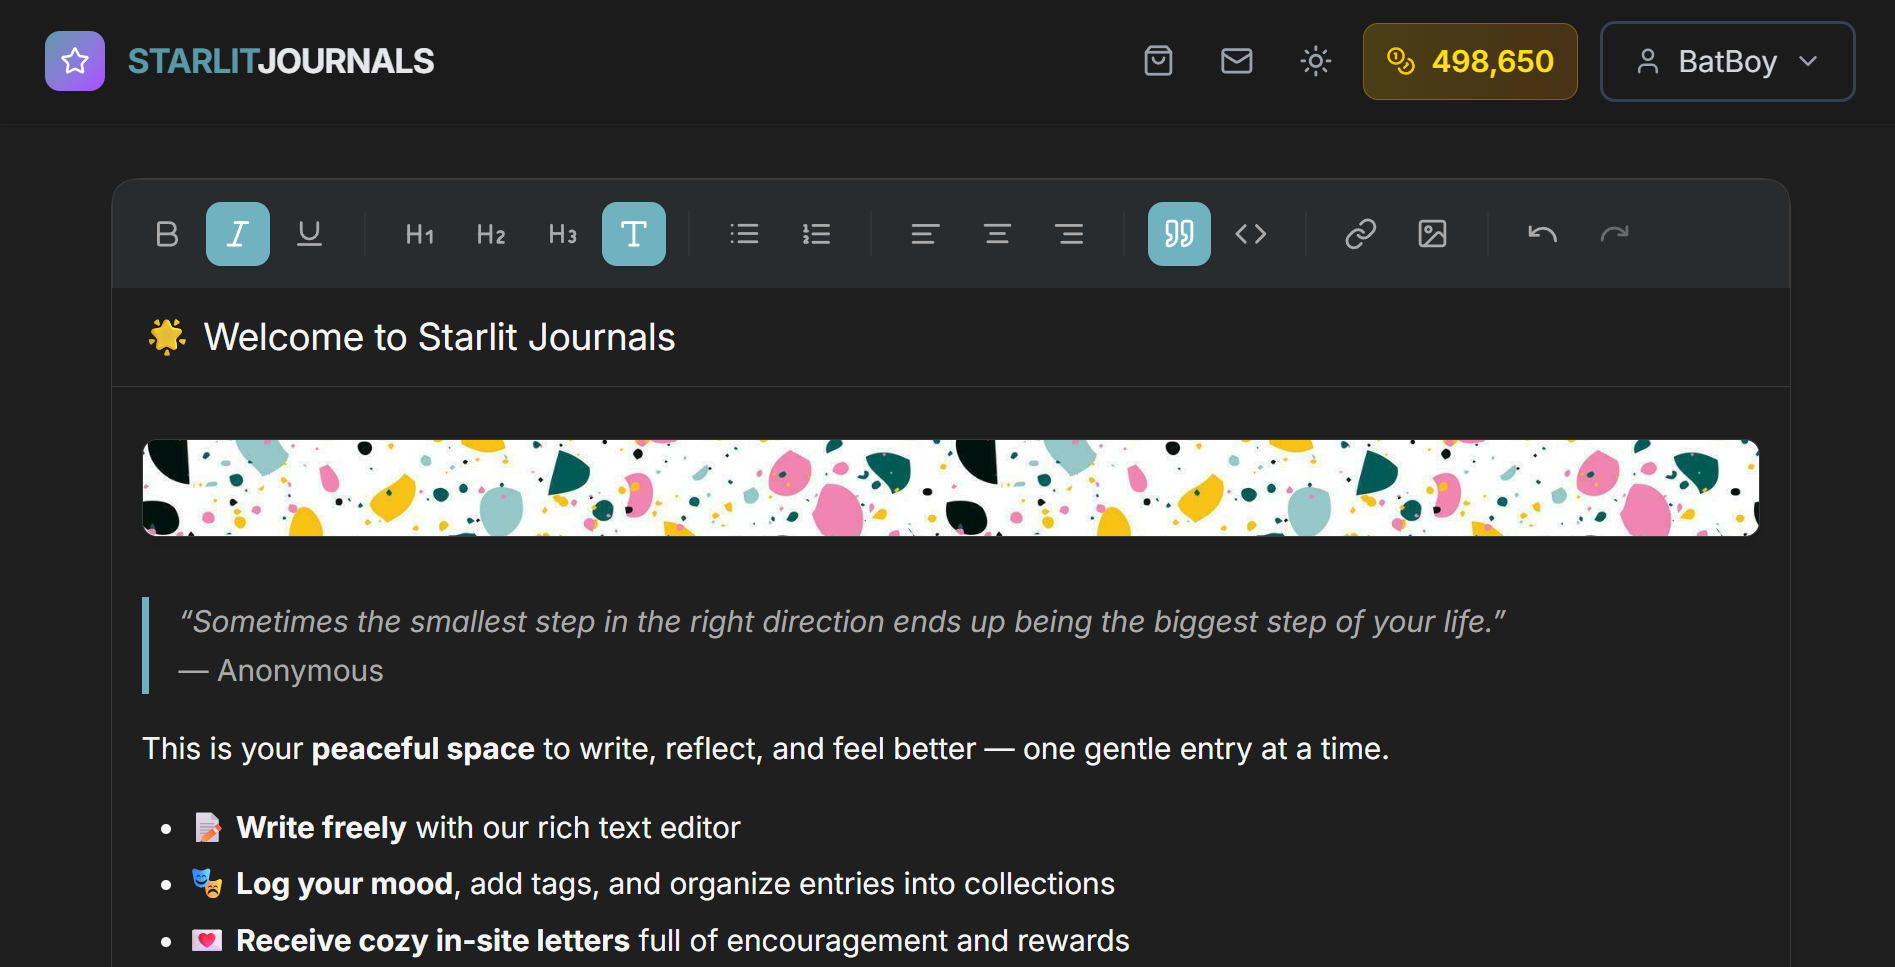 STARLITJOURNALS
498,650
BatBoy
B I U H1 H2 H3 T
🌟 Welcome to Starlit Journals
“Sometimes the smallest step in the right direction ends up being the biggest step of your life.”
— Anonymous
This is your peaceful space to write, reflect, and feel better — one gentle entry at a time.
• 📝 Write freely with our rich text editor
• 🎭 Log your mood, add tags, and organize entries into collections
• 💌 Receive cozy in-site letters full of encouragement and rewards